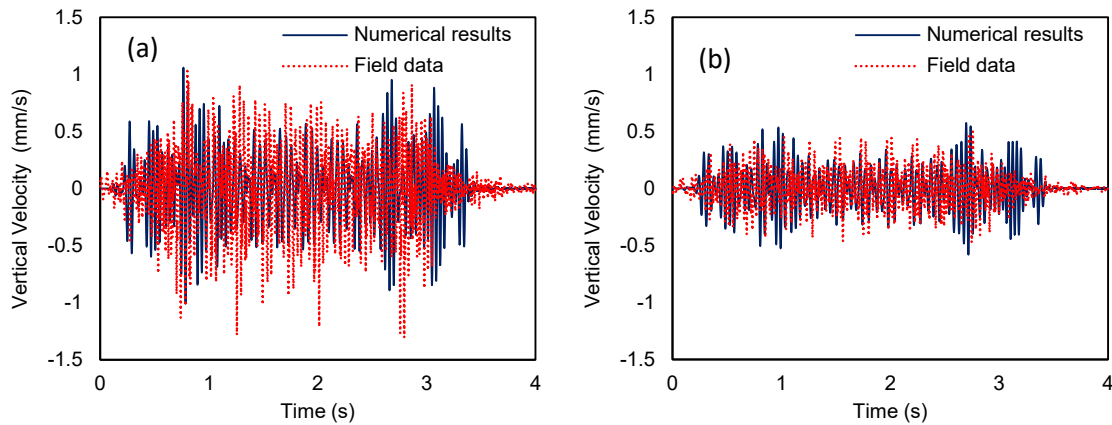 (a)
Numerical results
Field data
Vertical Velocity (mm/s)
1.5
1
0.5
0
-0.5
-1
-1.5
0 1 2 3 4
Time (s)
(b)
Numerical results
Field data
Vertical Velocity (mm/s)
1.5
1
0.5
0
-0.5
-1
-1.5
0 1 2 3 4
Time (s)